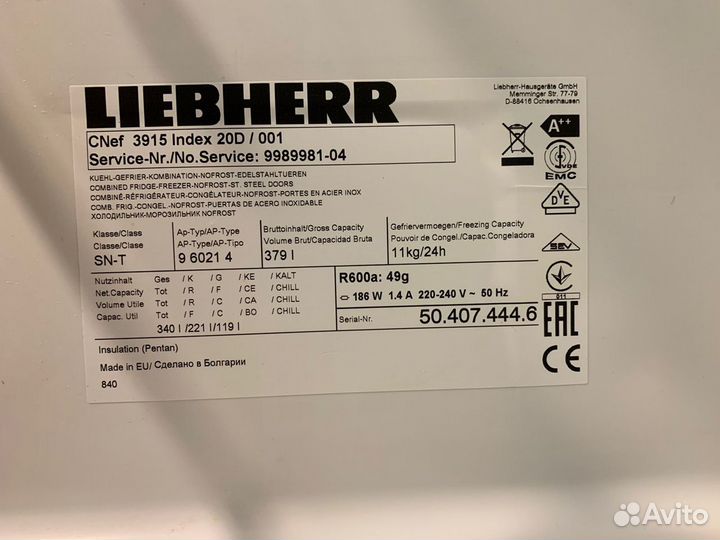 LIEBHERR
Liebherr-Hausgeräte GmbH
Memminger Str. 77-79
D-88416 Ochsenhausen
CNef 3915 Index 20D / 001
Service-Nr./No.Service: 9989981-04
A++
KUEHL-GEFRIER-KOMBINATION-NOFROST-EDELSTAHLTUEREN
COMBINED FRIDGE-FREEZER-NOFROST-ST. STEEL DOORS
COMBINÉ-RÉFRIGÉRATEUR-CONGÉLATEUR-NOFROST-PORTES EN ACIER INOX
COMB. FRIG.-CONGEL.-NOFROST-PUERTAS DE ACERO INOXIDABLE
ХОЛОДИЛЬНИК-МОРОЗИЛЬНИК NOFROST
VDE
EMC
DVE
SEV
Klasse/Class
Classe/Clase
SN-T
Ap-Typ/AP-Type
AP-Type/AP-Tipo
9 6021 4
Bruttoinhalt/Gross Capacity
Volume Brut/Capacidad Bruta
379 l
Gefriervermoegen/Freezing Capacity
Pouvoir de Congel./Capac.Congeladora
11kg/24h
Nutzinhalt Ges / K / G / KE / KALT
Net.Capacity Tot / R / F / CE / CHILL
Volume Utile Tot / R / C / CA / CHILL
Capac. Util Tot / F / C / BO / CHILL
340 l /221 l /119 l
R600a: 49g
186 W 1.4 A 220-240 V ~ 50 Hz
Serial-Nr. 50.407.444.6
011
EAC
CE
Insulation (Pentan)
Made in EU/ Сделано в Болгарии
840
Avito